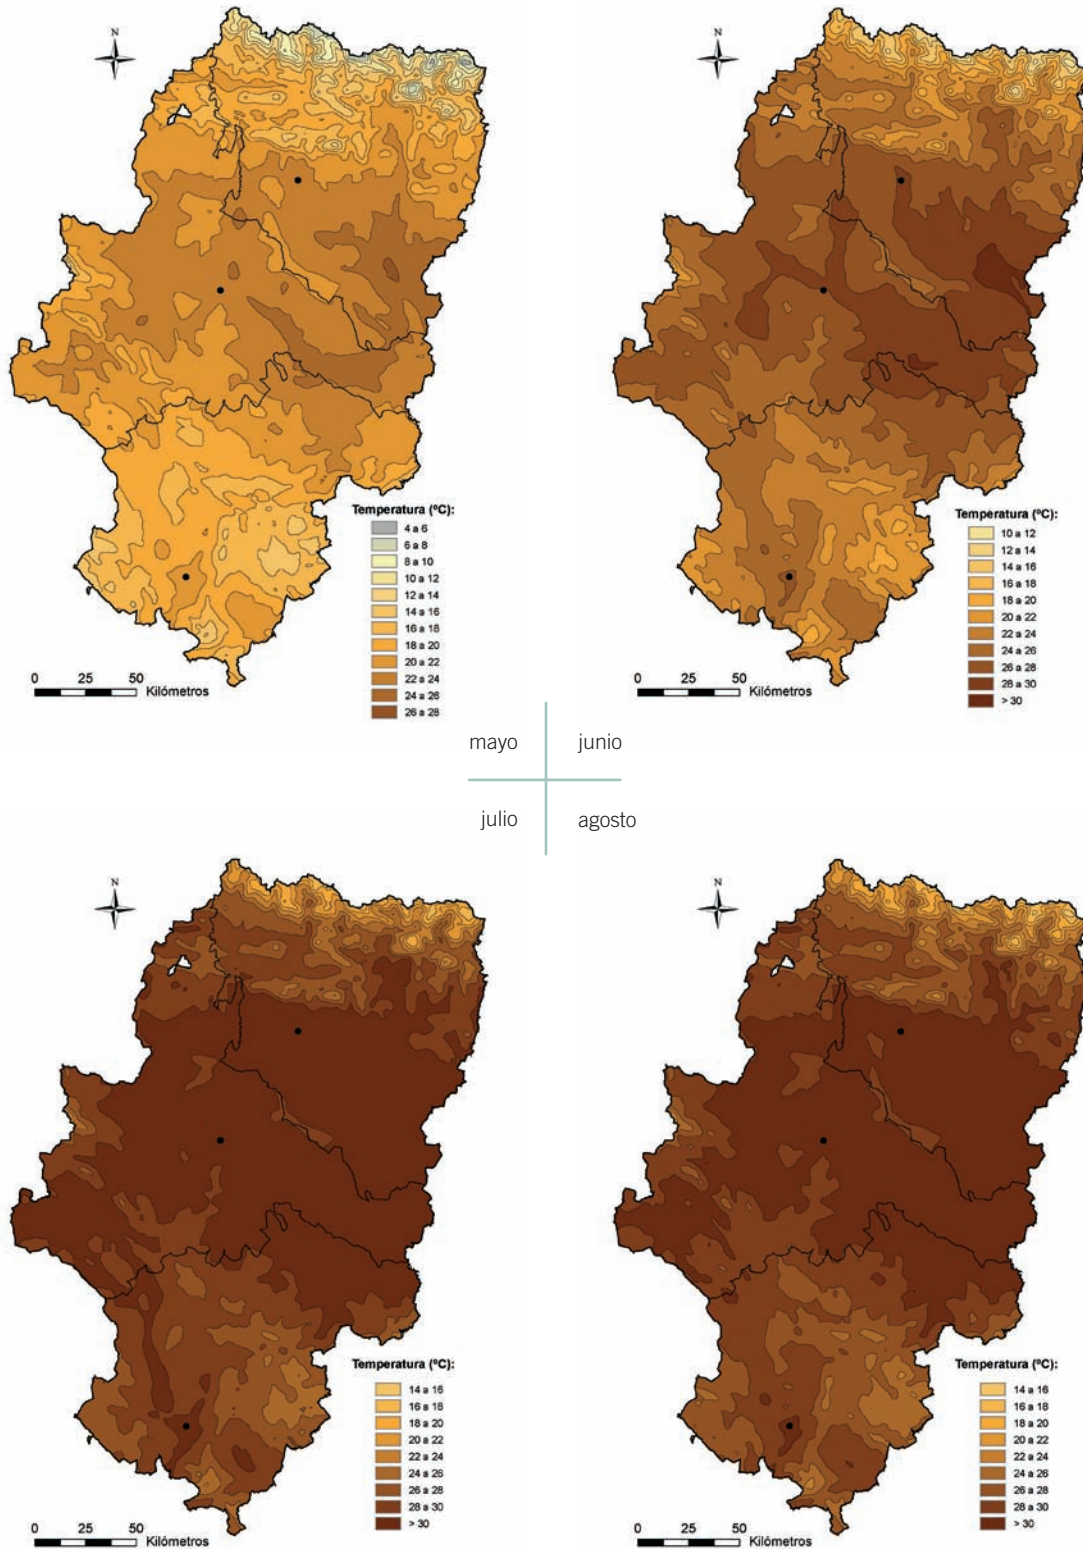 N
N
Temperatura (ºC):
4 a 6
6 a 8
8 a 10
10 a 12
12 a 14
14 a 16
16 a 18
18 a 20
20 a 22
22 a 24
24 a 26
26 a 28
0 25 50
Kilómetros
Temperatura (ºC):
10 a 12
12 a 14
14 a 16
16 a 18
18 a 20
20 a 22
22 a 24
24 a 26
26 a 28
28 a 30
> 30
0 25 50
Kilómetros
mayo junio
julio agosto
N
N
Temperatura (ºC):
14 a 16
16 a 18
18 a 20
20 a 22
22 a 24
24 a 26
26 a 28
28 a 30
> 30
0 25 50
Kilómetros
Temperatura (ºC):
14 a 16
16 a 18
18 a 20
20 a 22
22 a 24
24 a 26
26 a 28
28 a 30
> 30
0 25 50
Kilómetros